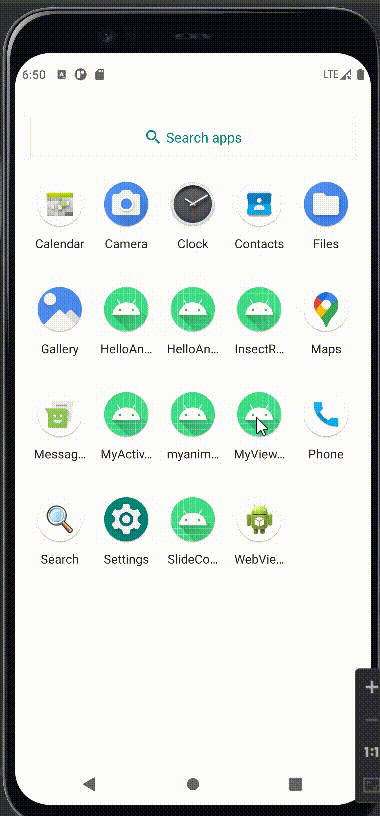 6:50 LTE
Search apps
Calendar Camera Clock Contacts Files
Gallery HelloAn... HelloAn... InsectR... Maps
Messag... MyActiv... myanim... MyView... Phone
Search Settings SlideCo... WebVie...
1:1